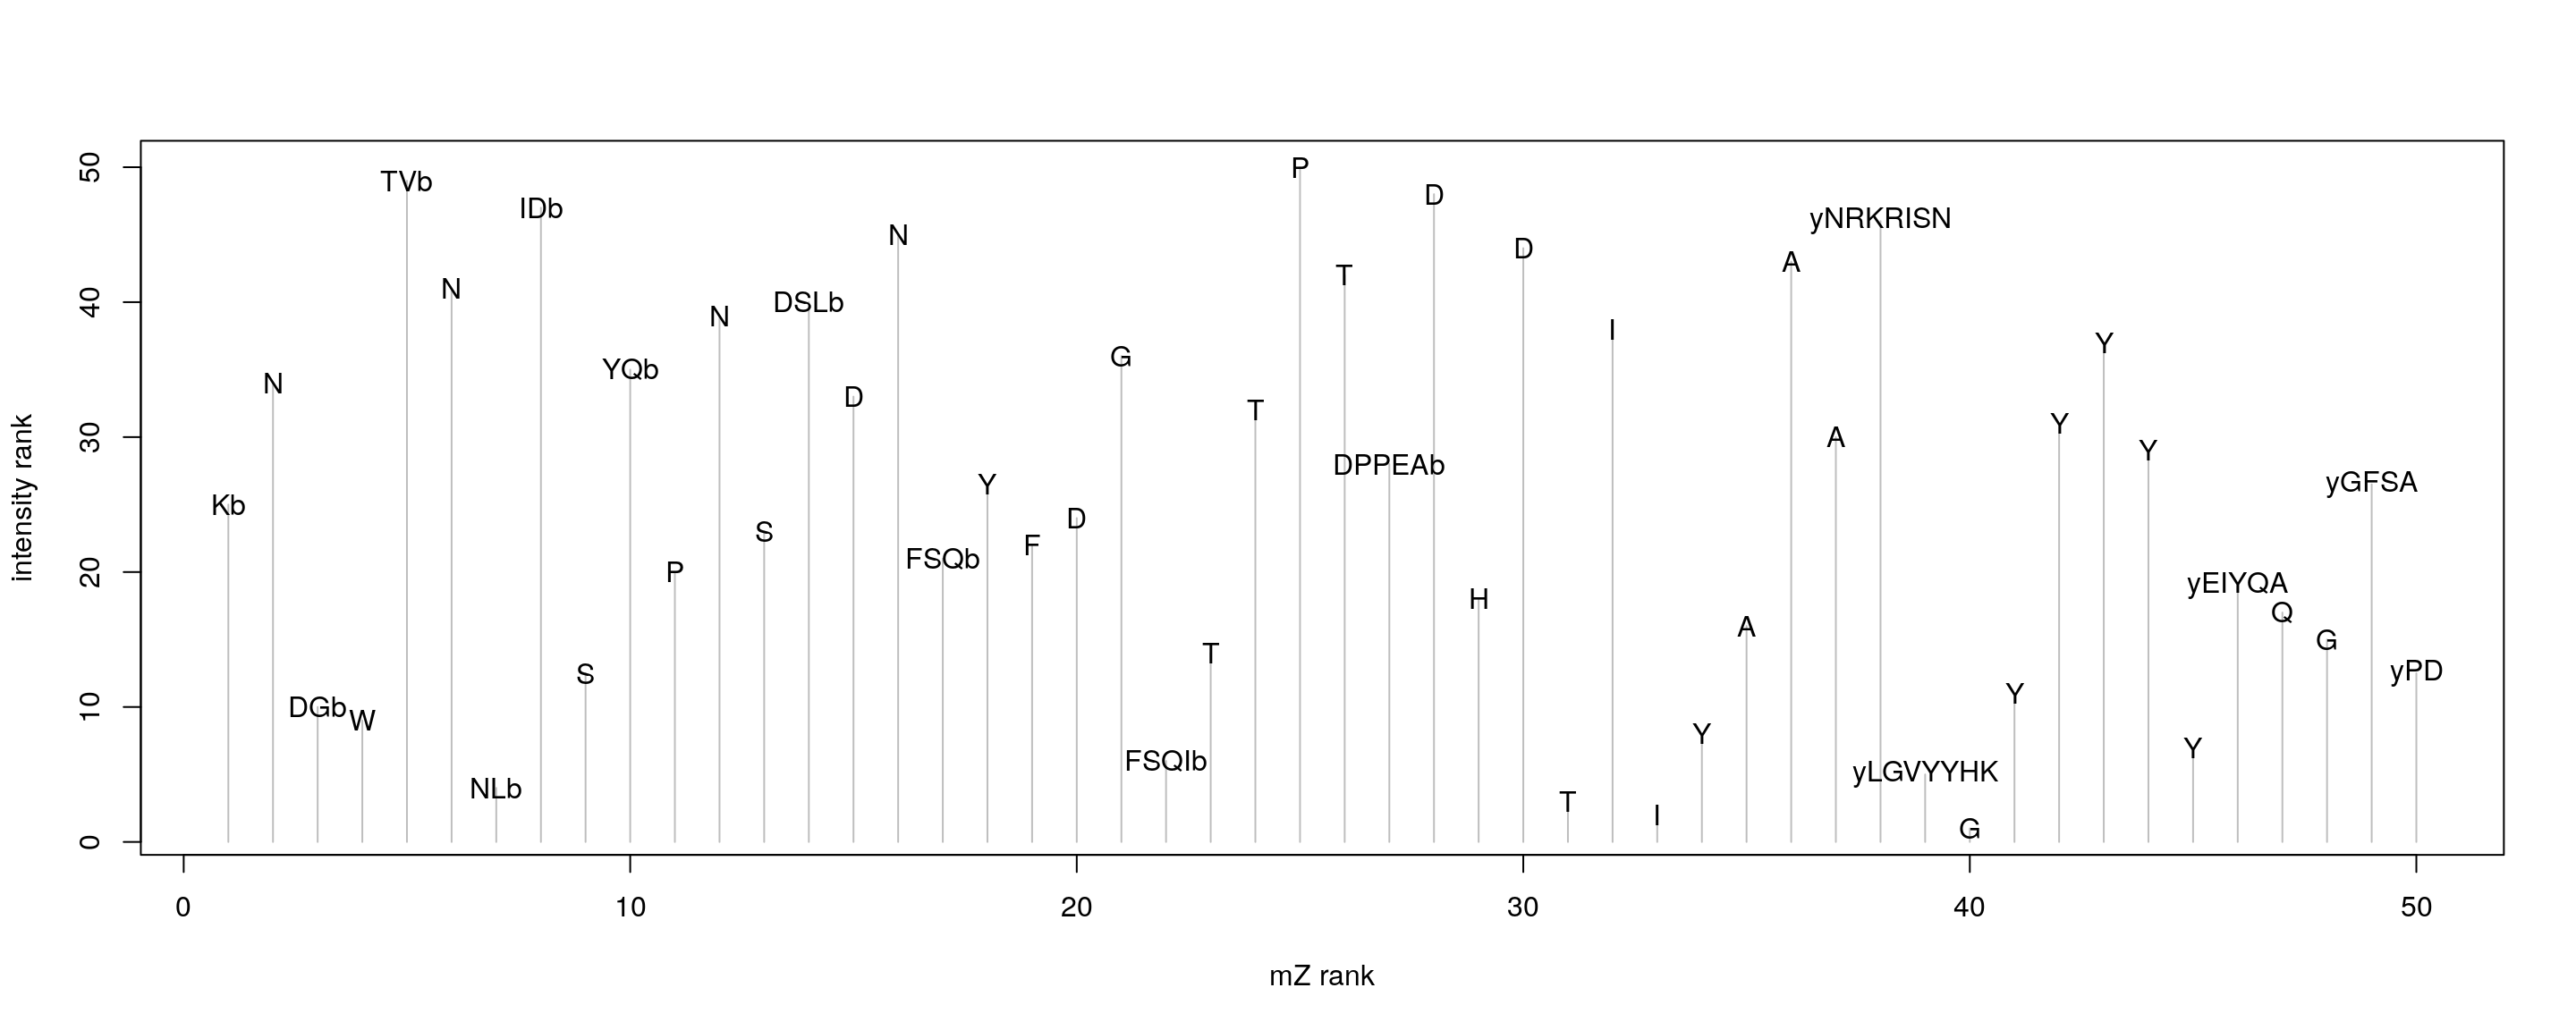 P
TVb
D
IDb
yNRKRISN
N
D
A
T
N
DSLb
N
I
Y
YQb
G
N
D
T
Y
A
Y
DPPEAb
Y
yGFSA
Kb
D
S
F
FSQb
P
yEIYQA
H
Q
A
G
T
S
yPD
Y
DGb
W
Y
Y
FSQIb
yLGVYYHK
NLb
T
I
G
50
40
30
20
10
0
intensity rank
0 10 20 30 40 50
mZ rank